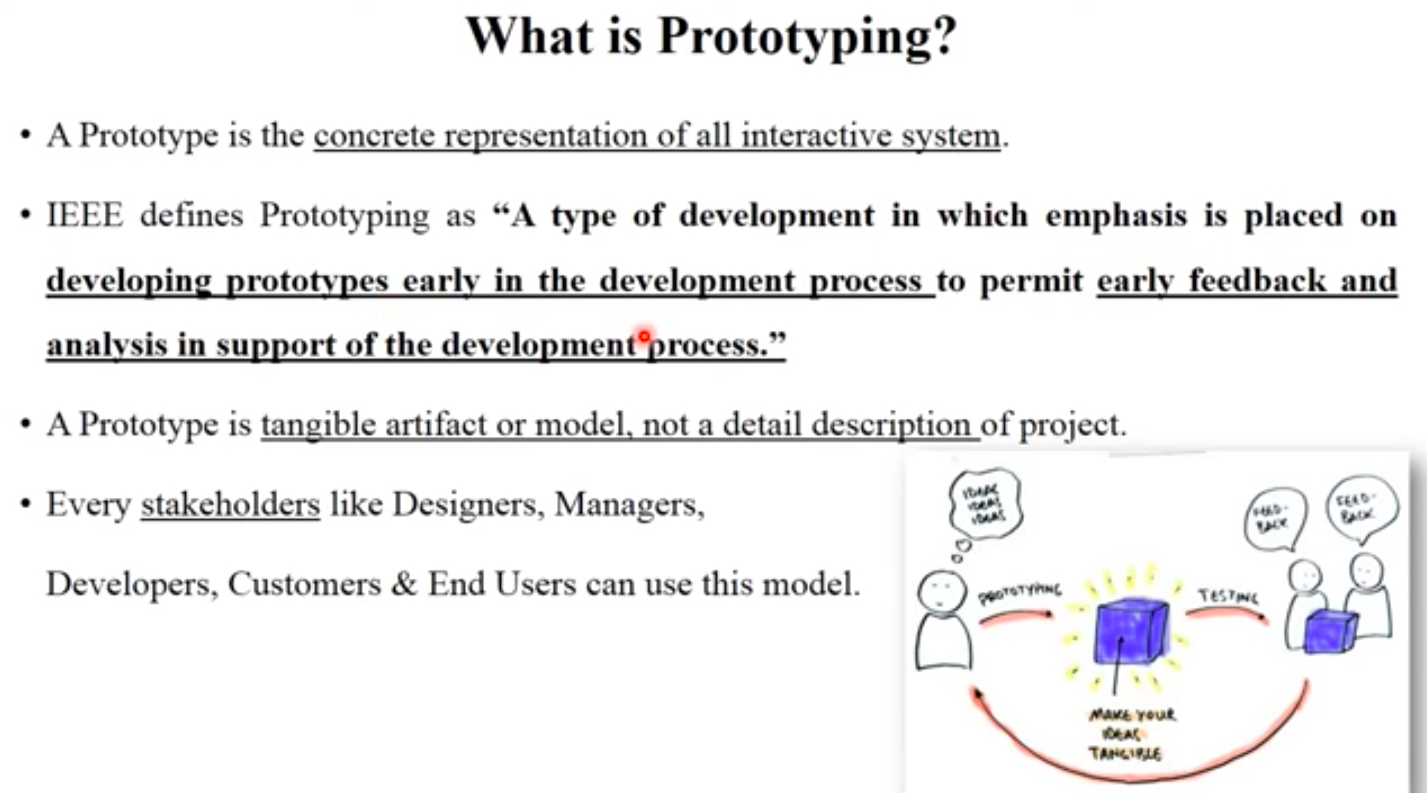 What is Prototyping?
• A Prototype is the concrete representation of all interactive system.
• IEEE defines Prototyping as “A type of development in which emphasis is placed on
developing prototypes early in the development process to permit early feedback and
analysis in support of the development process.”
• A Prototype is tangible artifact or model, not a detail description of project.
• Every stakeholders like Designers, Managers,
Developers, Customers & End Users can use this model.
IDEAS
IDEAS
IDEAS
FEED-
BACK
FEED-
BACK
PROTOTYPING
TESTING
MAKE YOUR
IDEAS
TANGIBLE